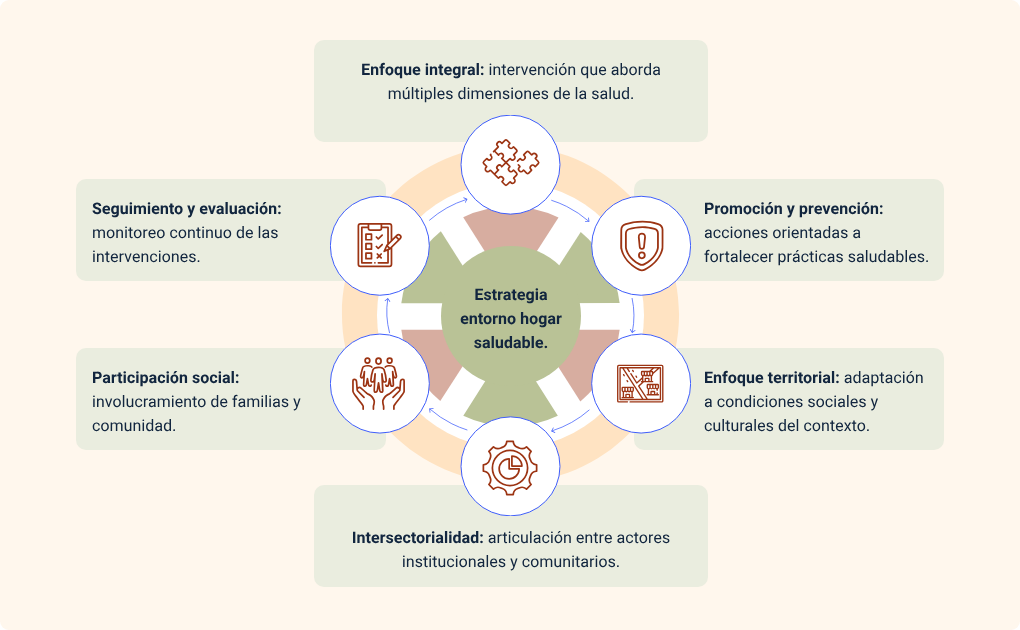 Enfoque integral: intervención que aborda
múltiples dimensiones de la salud.
Seguimiento y evaluación:
monitoreo continuo de las
intervenciones.
Promoción y prevención:
acciones orientadas a
fortalecer prácticas saludables.
Estrategia
entorno hogar
saludable.
Participación social:
involucramiento de familias y
comunidad.
Enfoque territorial: adaptación
a condiciones sociales y
culturales del contexto.
Intersectorialidad: articulación entre actores
institucionales y comunitarios.